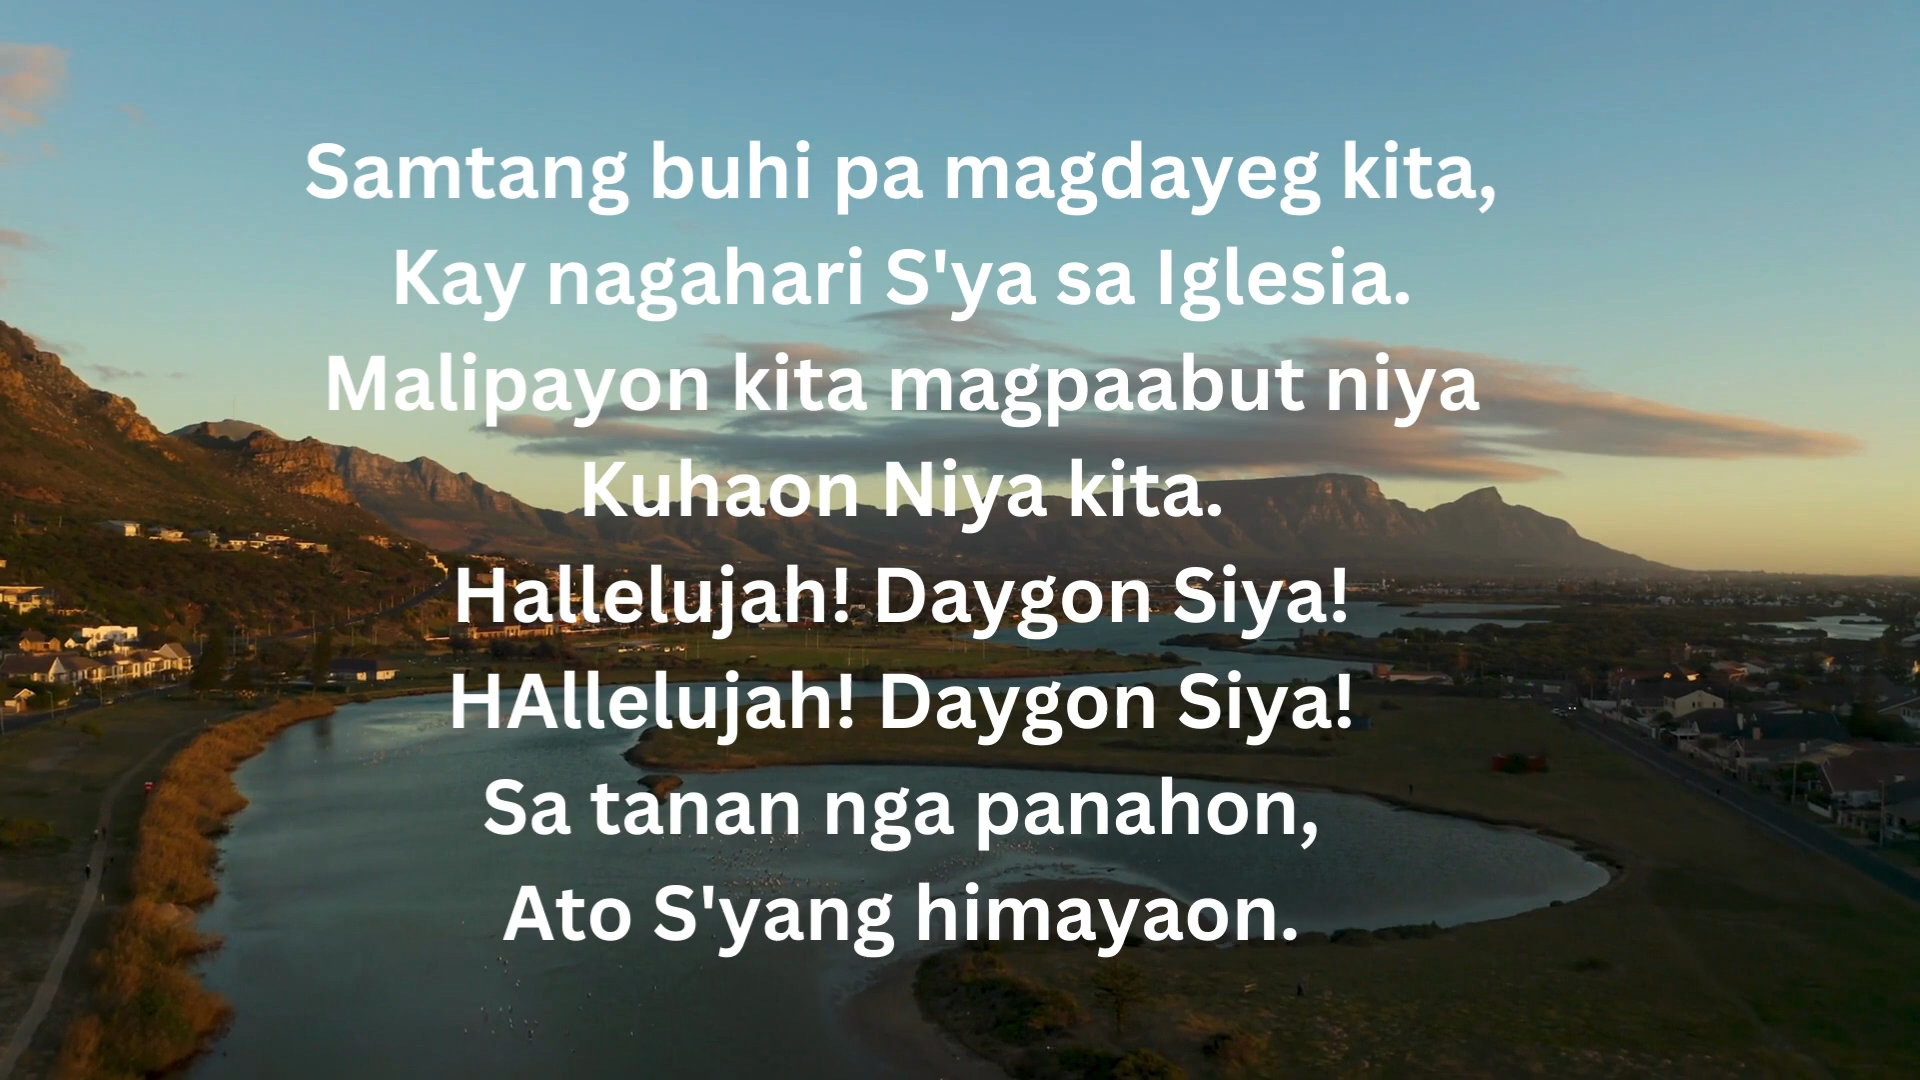 Samtang buhi pa magdayeg kita,
Kay nagahari S'ya sa Iglesia.
Malipayon kita magpaabut niya
Kuhaon Niya kita.
Hallelujah! Daygon Siya!
HAllelujah! Daygon Siya!
Sa tanan nga panahon,
Ato S'yang himayaon.